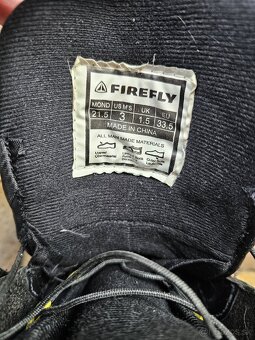 FIREFLY
MOND US M'S UK EU
21.5 3 1.5 33.5
MADE IN CHINA
ALL MAN MADE MATERIALS